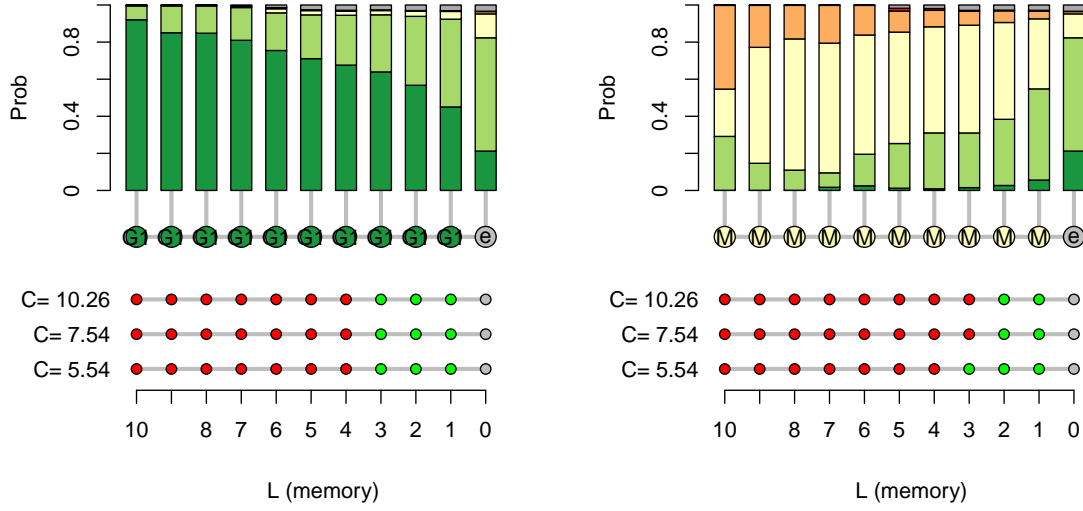 Prob
0.8
0.4
0
G1 G1 G1 G1 G1 G1 G1 G1 G1 G1 e
C= 10.26
C= 7.54
C= 5.54
10 8 7 6 5 4 3 2 1 0
L (memory)
Prob
0.8
0.4
0
M M M M M M M M M M e
C= 10.26
C= 7.54
C= 5.54
10 8 7 6 5 4 3 2 1 0
L (memory)